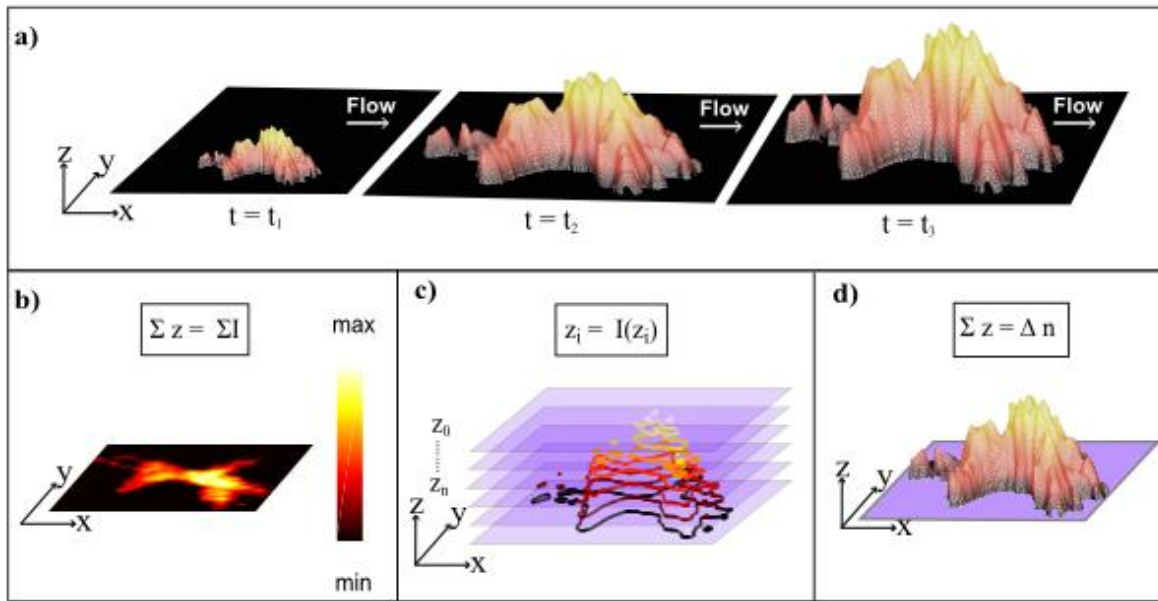 a)
Flow
Flow
Flow
z
y
x
t = t₁
t = t₂
t = t₃
b)
Σ z = ΣI
max
min
y
x
c)
zᵢ = I(zᵢ)
z₀
zₙ
z
y
x
d)
Σ z = Δ n
z
y
x